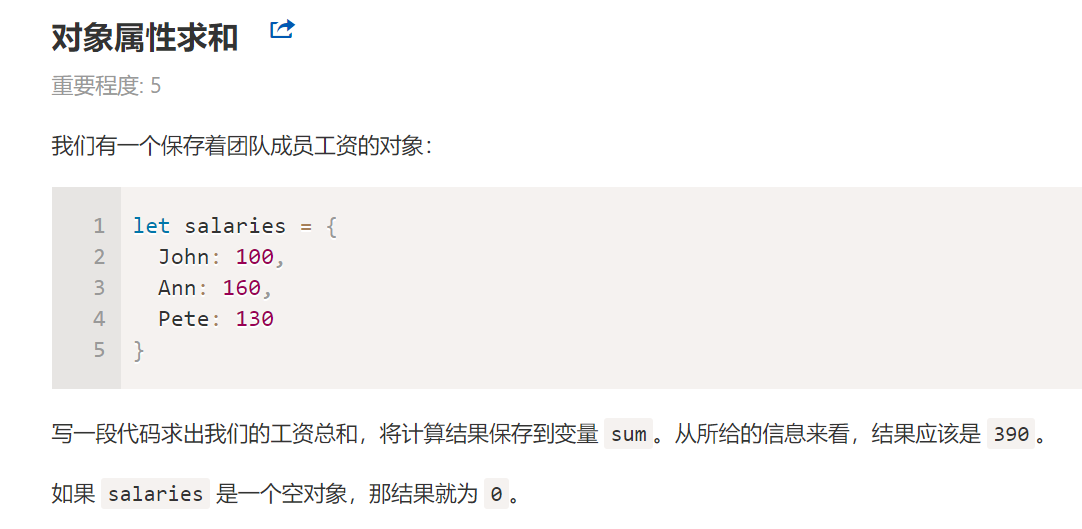 对象属性求和
重要程度: 5
我们有一个保存着团队成员工资的对象：
1 let salaries = {
2   John: 100,
3   Ann: 160,
4   Pete: 130
5 }
写一段代码求出我们的工资总和，将计算结果保存到变量 sum。从所给的信息来看，结果应该是 390。
如果 salaries 是一个空对象，那结果就为 0。